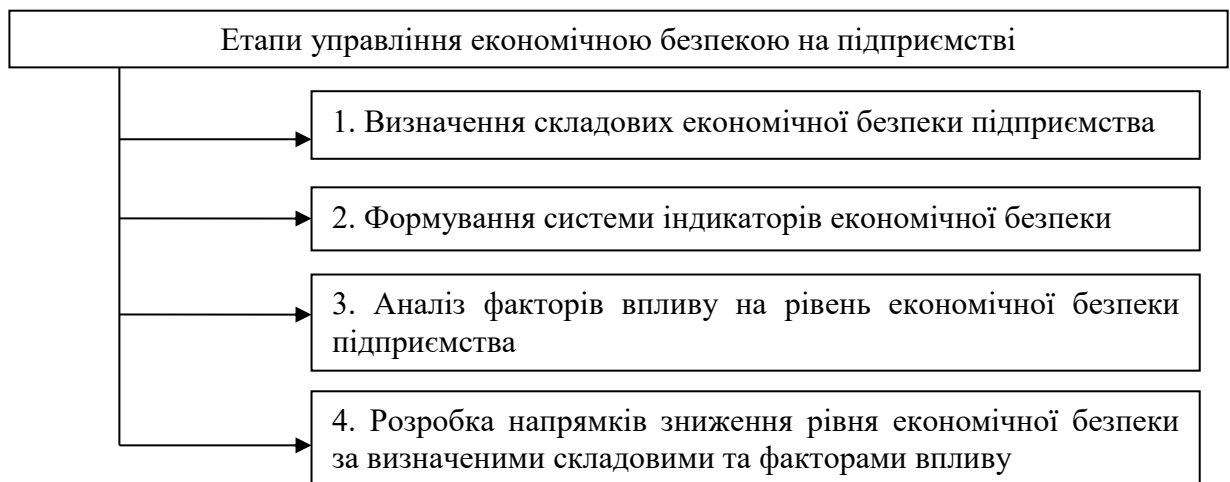 Етапи управління економічною безпекою на підприємстві
1. Визначення складових економічної безпеки підприємства
2. Формування системи індикаторів економічної безпеки
3. Аналіз факторів впливу на рівень економічної безпеки
підприємства
4. Розробка напрямків зниження рівня економічної безпеки
за визначеними складовими та факторами впливу